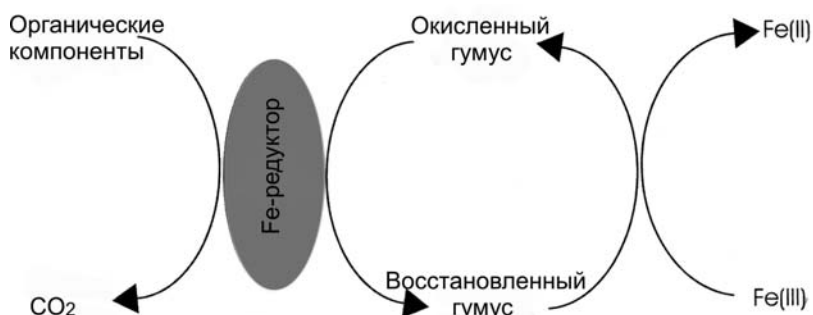 Органические
компоненты
Окисленный
гумус
Fe(II)
Fe-редуктор
CO2
Восстановленный
гумус
Fe(III)